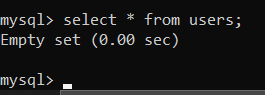 mysql> select * from users;
Empty set (0.00 sec)
mysql>